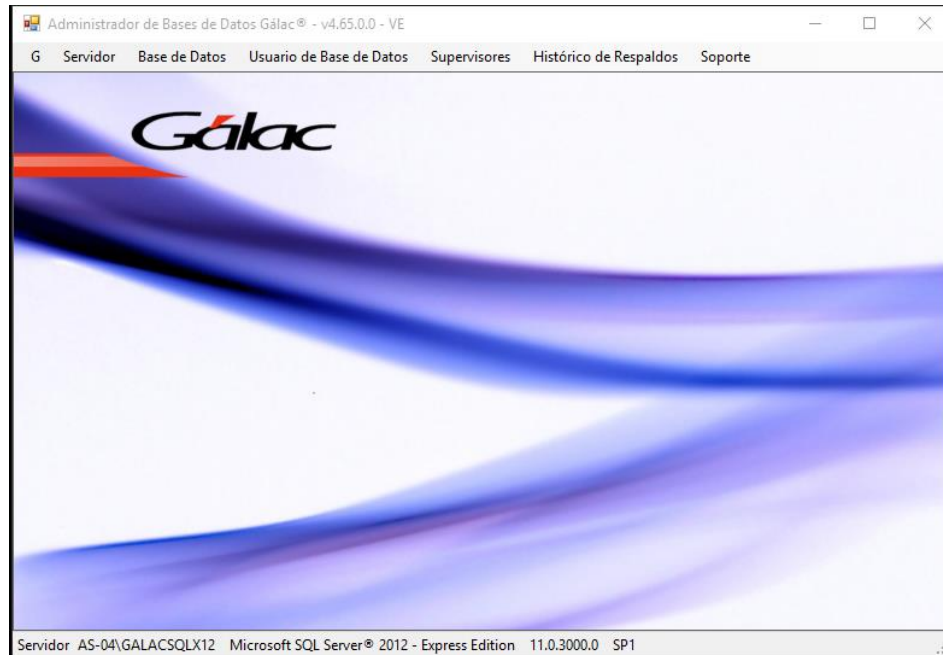 Administrador de Bases de Datos Gálac® - v4.65.0.0 - VE
G Servidor Base de Datos Usuario de Base de Datos Supervisores Histórico de Respaldos Soporte
Gálac
Servidor AS-04\GALACSQLX12 Microsoft SQL Server® 2012 - Express Edition 11.0.3000.0 SP1